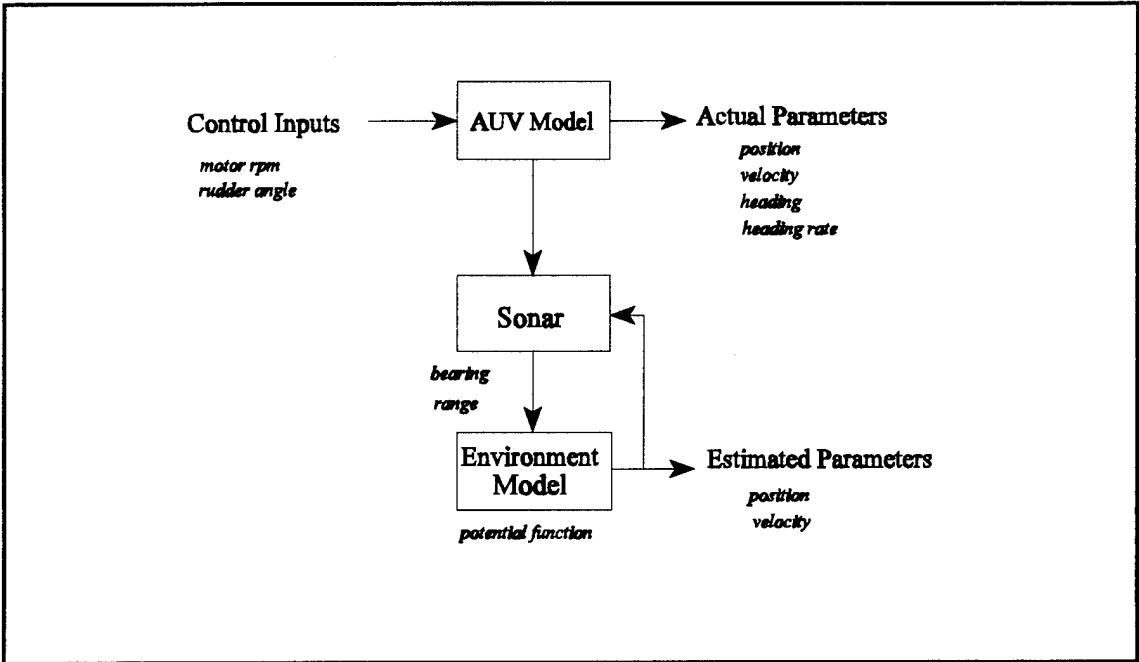 Control Inputs
motor rpm
rudder angle
AUV Model
Actual Parameters
position
velocity
heading
heading rate
Sonar
bearing
range
Environment
Model
potential function
Estimated Parameters
position
velocity